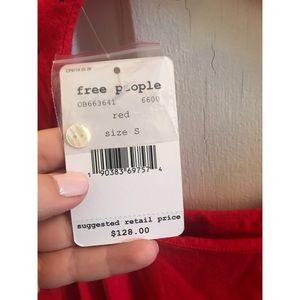 free people
OB663641 6600
red
size S
1 90383 69757 4
suggested retail price
$128.00